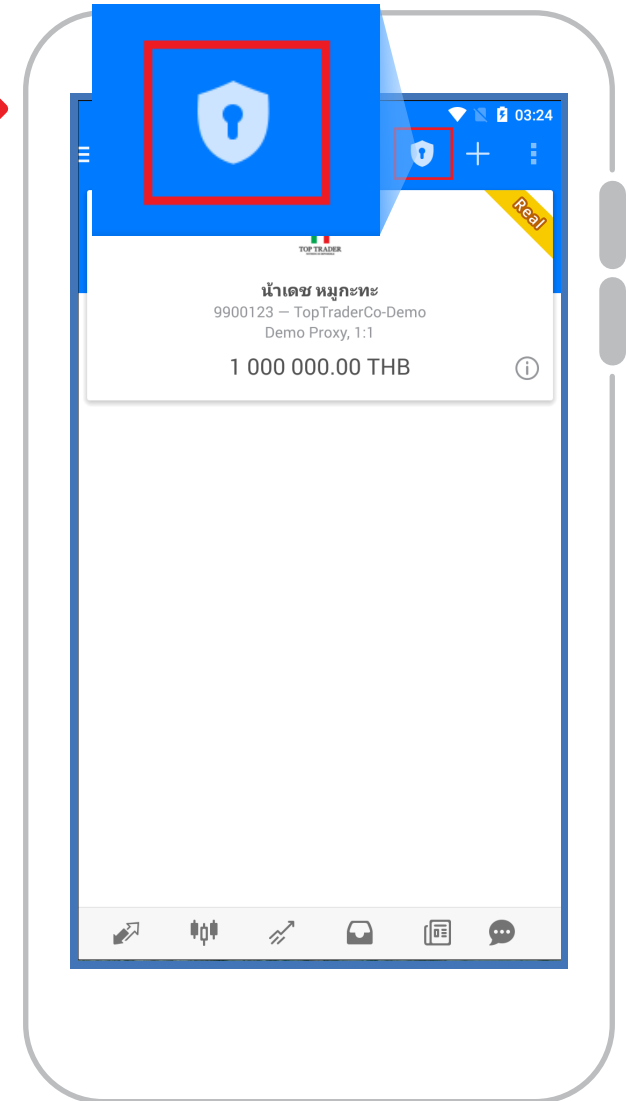 03:24
Real
TOP TRADER
น้าเดช หมูกะทะ
9900123 — TopTraderCo-Demo
Demo Proxy, 1:1
1 000 000.00 THB